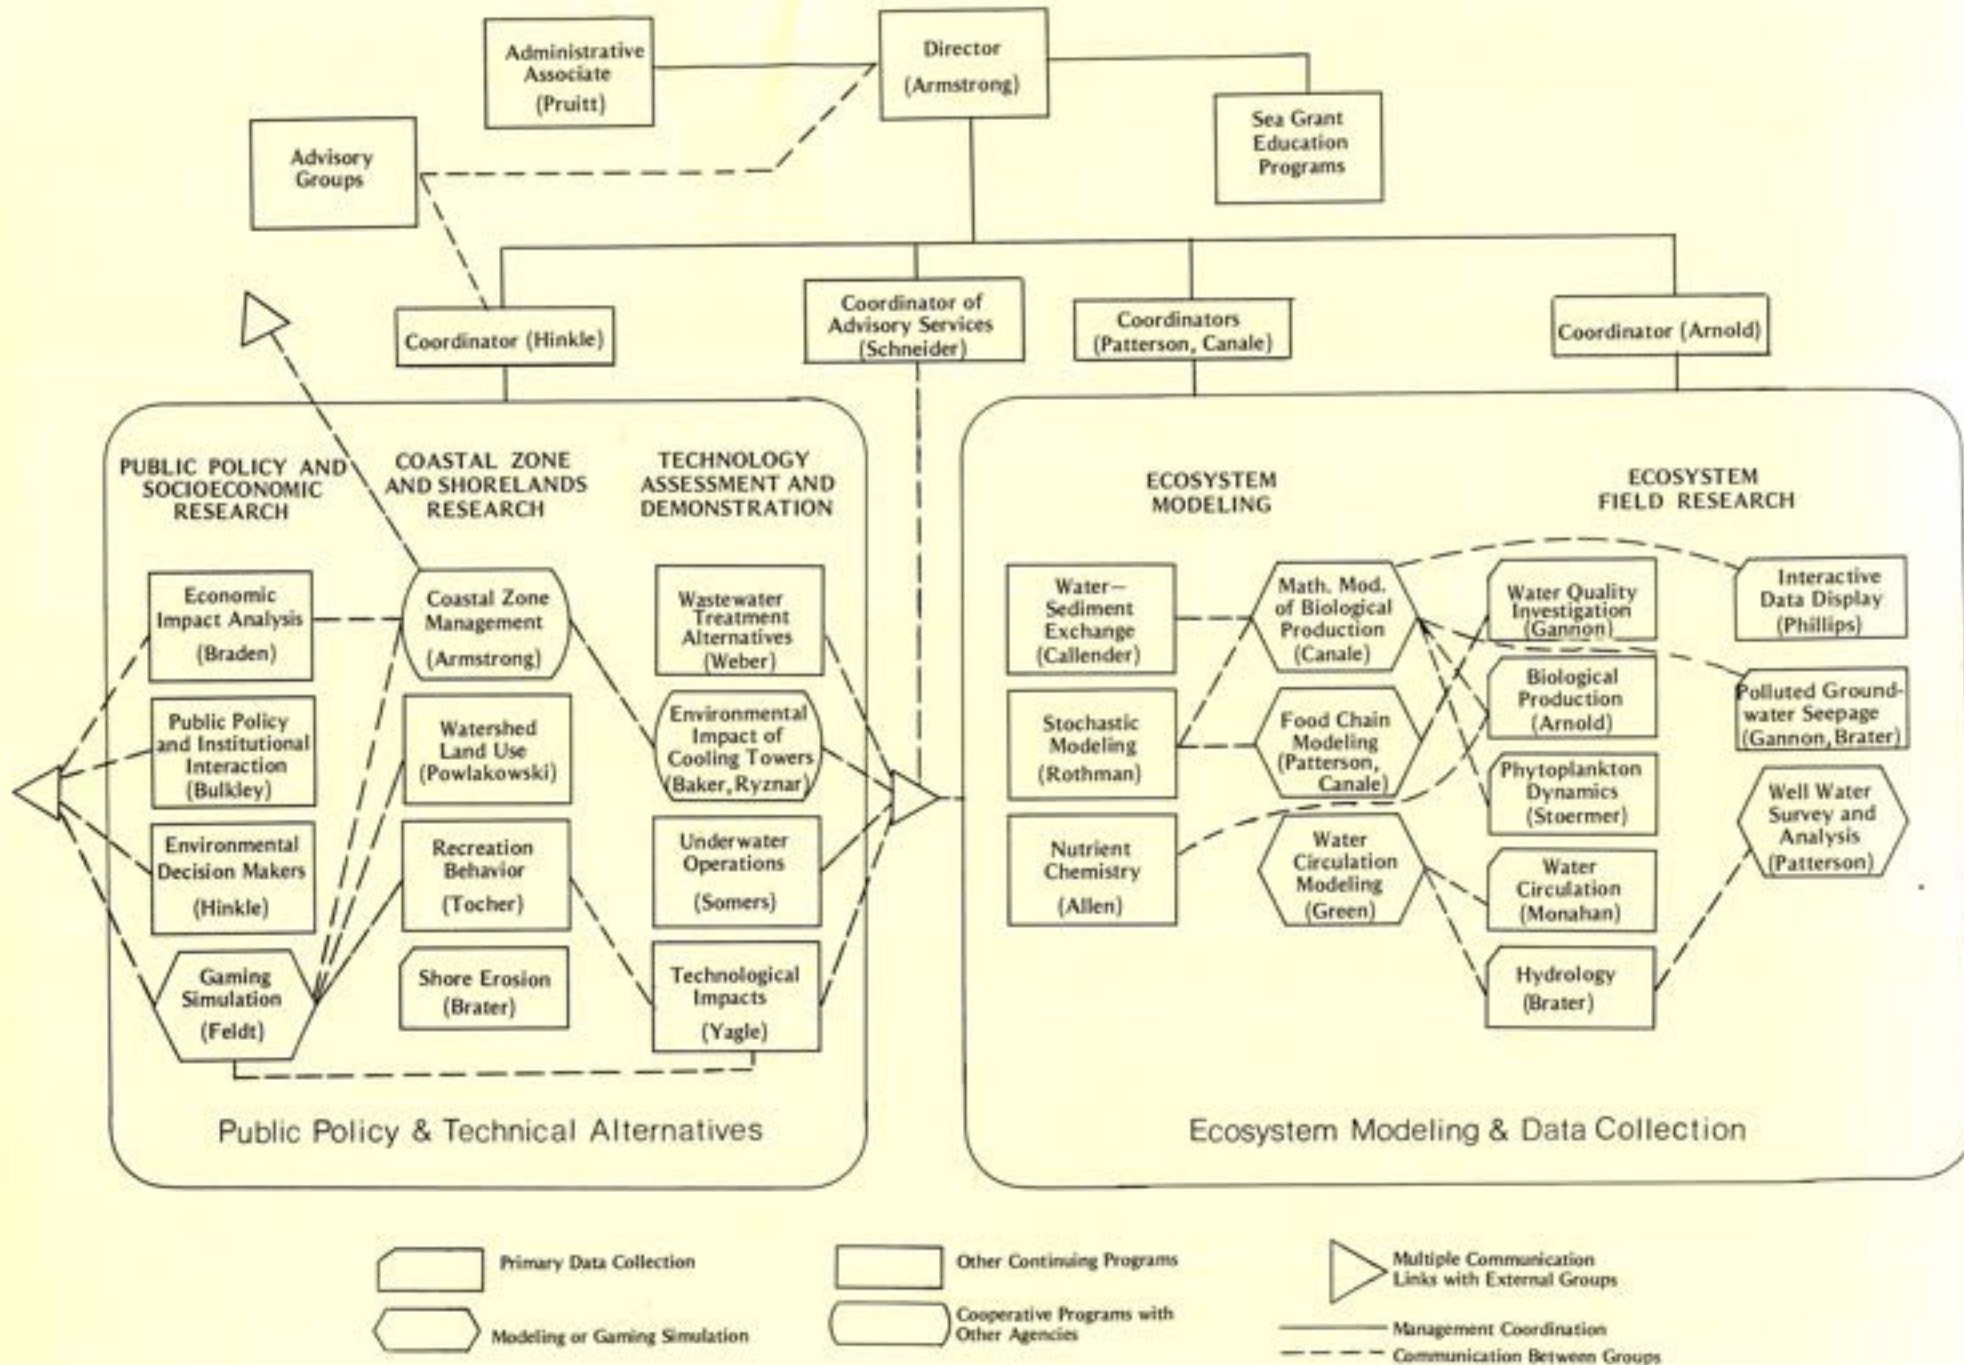 Administrative
Associate
(Pruitt)
Director
(Armstrong)
Sea Grant
Education
Programs
Advisory
Groups
Coordinator (Hinkle)
Coordinator of
Advisory Services
(Schneider)
Coordinators
(Patterson, Canale)
Coordinator (Arnold)
PUBLIC POLICY AND
SOCIOECONOMIC
RESEARCH
COASTAL ZONE
AND SHORELANDS
RESEARCH
TECHNOLOGY
ASSESSMENT AND
DEMONSTRATION
Economic
Impact Analysis
(Braden)
Public Policy
and Institutional
Interaction
(Bulkley)
Environmental
Decision Makers
(Hinkle)
Gaming
Simulation
(Feldt)
Coastal Zone
Management
(Armstrong)
Watershed
Land Use
(Powlakowski)
Recreation
Behavior
(Tocher)
Shore Erosion
(Brater)
Wastewater
Treatment
Alternatives
(Weber)
Environmental
Impact of
Cooling Towers
(Baker, Ryznar)
Underwater
Operations
(Somers)
Technological
Impacts
(Yagle)
Public Policy & Technical Alternatives
ECOSYSTEM
MODELING
ECOSYSTEM
FIELD RESEARCH
Water—
Sediment
Exchange
(Callender)
Stochastic
Modeling
(Rothman)
Nutrient
Chemistry
(Allen)
Math. Mod.
of Biological
Production
(Canale)
Food Chain
Modeling
(Patterson,
Canale)
Water
Circulation
Modeling
(Green)
Water Quality
Investigation
(Gannon)
Biological
Production
(Arnold)
Phytoplankton
Dynamics
(Stoermer)
Water
Circulation
(Monahan)
Hydrology
(Brater)
Interactive
Data Display
(Phillips)
Polluted Ground-
water Seepage
(Gannon, Brater)
Well Water
Survey and
Analysis
(Patterson)
Ecosystem Modeling & Data Collection
Primary Data Collection
Modeling or Gaming Simulation
Other Continuing Programs
Cooperative Programs with
Other Agencies
Multiple Communication
Links with External Groups
Management Coordination
Communication Between Groups